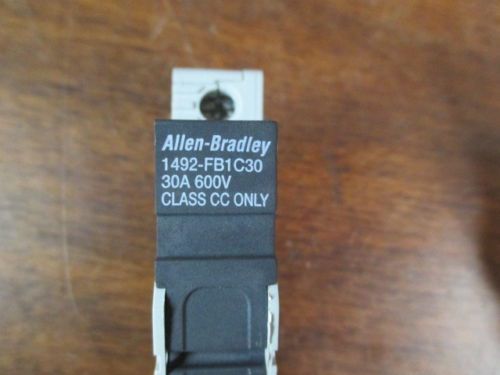 Allen-Bradley
1492-FB1C30
30A 600V
CLASS CC ONLY